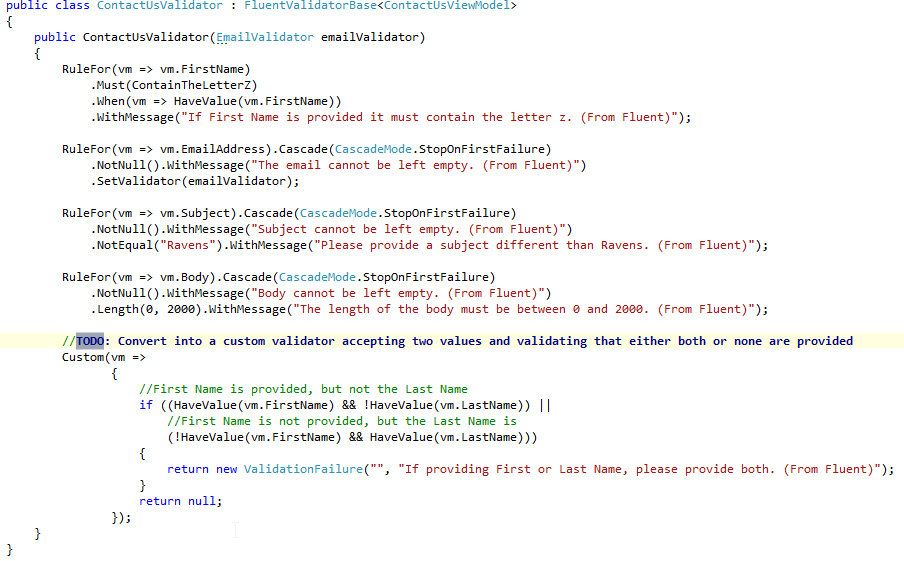 public class ContactUsValidator : FluentValidatorBase<ContactUsViewModel>
{
    public ContactUsValidator(EmailValidator emailValidator)
    {
        RuleFor(vm => vm.FirstName)
            .Must(ContainTheLetterZ)
            .When(vm => HaveValue(vm.FirstName))
            .WithMessage("If First Name is provided it must contain the letter z. (From Fluent)");

        RuleFor(vm => vm.EmailAddress).Cascade(CascadeMode.StopOnFirstFailure)
            .NotNull().WithMessage("The email cannot be left empty. (From Fluent)")
            .SetValidator(emailValidator);

        RuleFor(vm => vm.Subject).Cascade(CascadeMode.StopOnFirstFailure)
            .NotNull().WithMessage("Subject cannot be left empty. (From Fluent)")
            .NotEqual("Ravens").WithMessage("Please provide a subject different than Ravens. (From Fluent)");

        RuleFor(vm => vm.Body).Cascade(CascadeMode.StopOnFirstFailure)
            .NotNull().WithMessage("Body cannot be left empty. (From Fluent)")
            .Length(0, 2000).WithMessage("The length of the body must be between 0 and 2000. (From Fluent)");

        //TODO: Convert into a custom validator accepting two values and validating that either both or none are provided
        Custom(vm =>
               {
                   //First Name is provided, but not the Last Name
                   if ((HaveValue(vm.FirstName) && !HaveValue(vm.LastName)) ||
                       //First Name is not provided, but the Last Name is
                       (!HaveValue(vm.FirstName) && HaveValue(vm.LastName)))
                   {
                       return new ValidationFailure("", "If providing First or Last Name, please provide both. (From Fluent)");
                   }
                   return null;
               });
    }
}